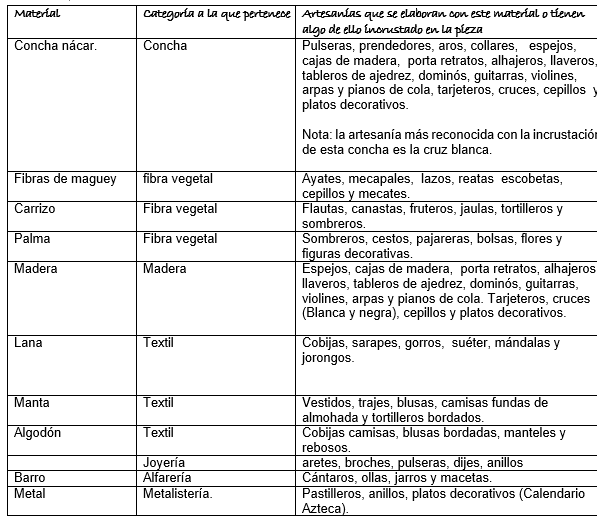 Material Categoría a la que pertenece Artesanías que se elaboran con este material o tienen
algo de ello incrustado en la pieza
Concha nácar. Concha Pulseras, prendedores, aros, collares, espejos,
cajas de madera, porta retratos, alhajeros, llaveros,
tableros de ajedrez, dominós, guitarras, violines,
arpas y pianos de cola, tarjeteros, cruces, cepillos y
platos decorativos.
Nota: la artesanía más reconocida con la incrustación
de esta concha es la cruz blanca.
Fibras de maguey fibra vegetal Ayates, mecapales, lazos, reatas escobetas,
cepillos y mecates.
Carrizo Fibra vegetal Flautas, canastas, fruteros, jaulas, tortilleros y
sombreros.
Palma Fibra vegetal Sombreros, cestos, pajareras, bolsas, flores y
figuras decorativas.
Madera Madera Espejos, cajas de madera, porta retratos, alhajeros
llaveros, tableros de ajedrez, dominós, guitarras,
violines, arpas y pianos de cola. Tarjeteros, cruces
(Blanca y negra), cepillos y platos decorativos.
Lana Textil Cobijas, sarapes, gorros, suéter, mándalas y
jorongos.
Manta Textil Vestidos, trajes, blusas, camisas fundas de
almohada y tortilleros bordados.
Algodón Textil Cobijas camisas, blusas bordadas, manteles y
rebosos.
Joyería aretes, broches, pulseras, dijes, anillos
Barro Alfarería Cántaros, ollas, jarros y macetas.
Metal Metalistería. Pastilleros, anillos, platos decorativos (Calendario
Azteca).